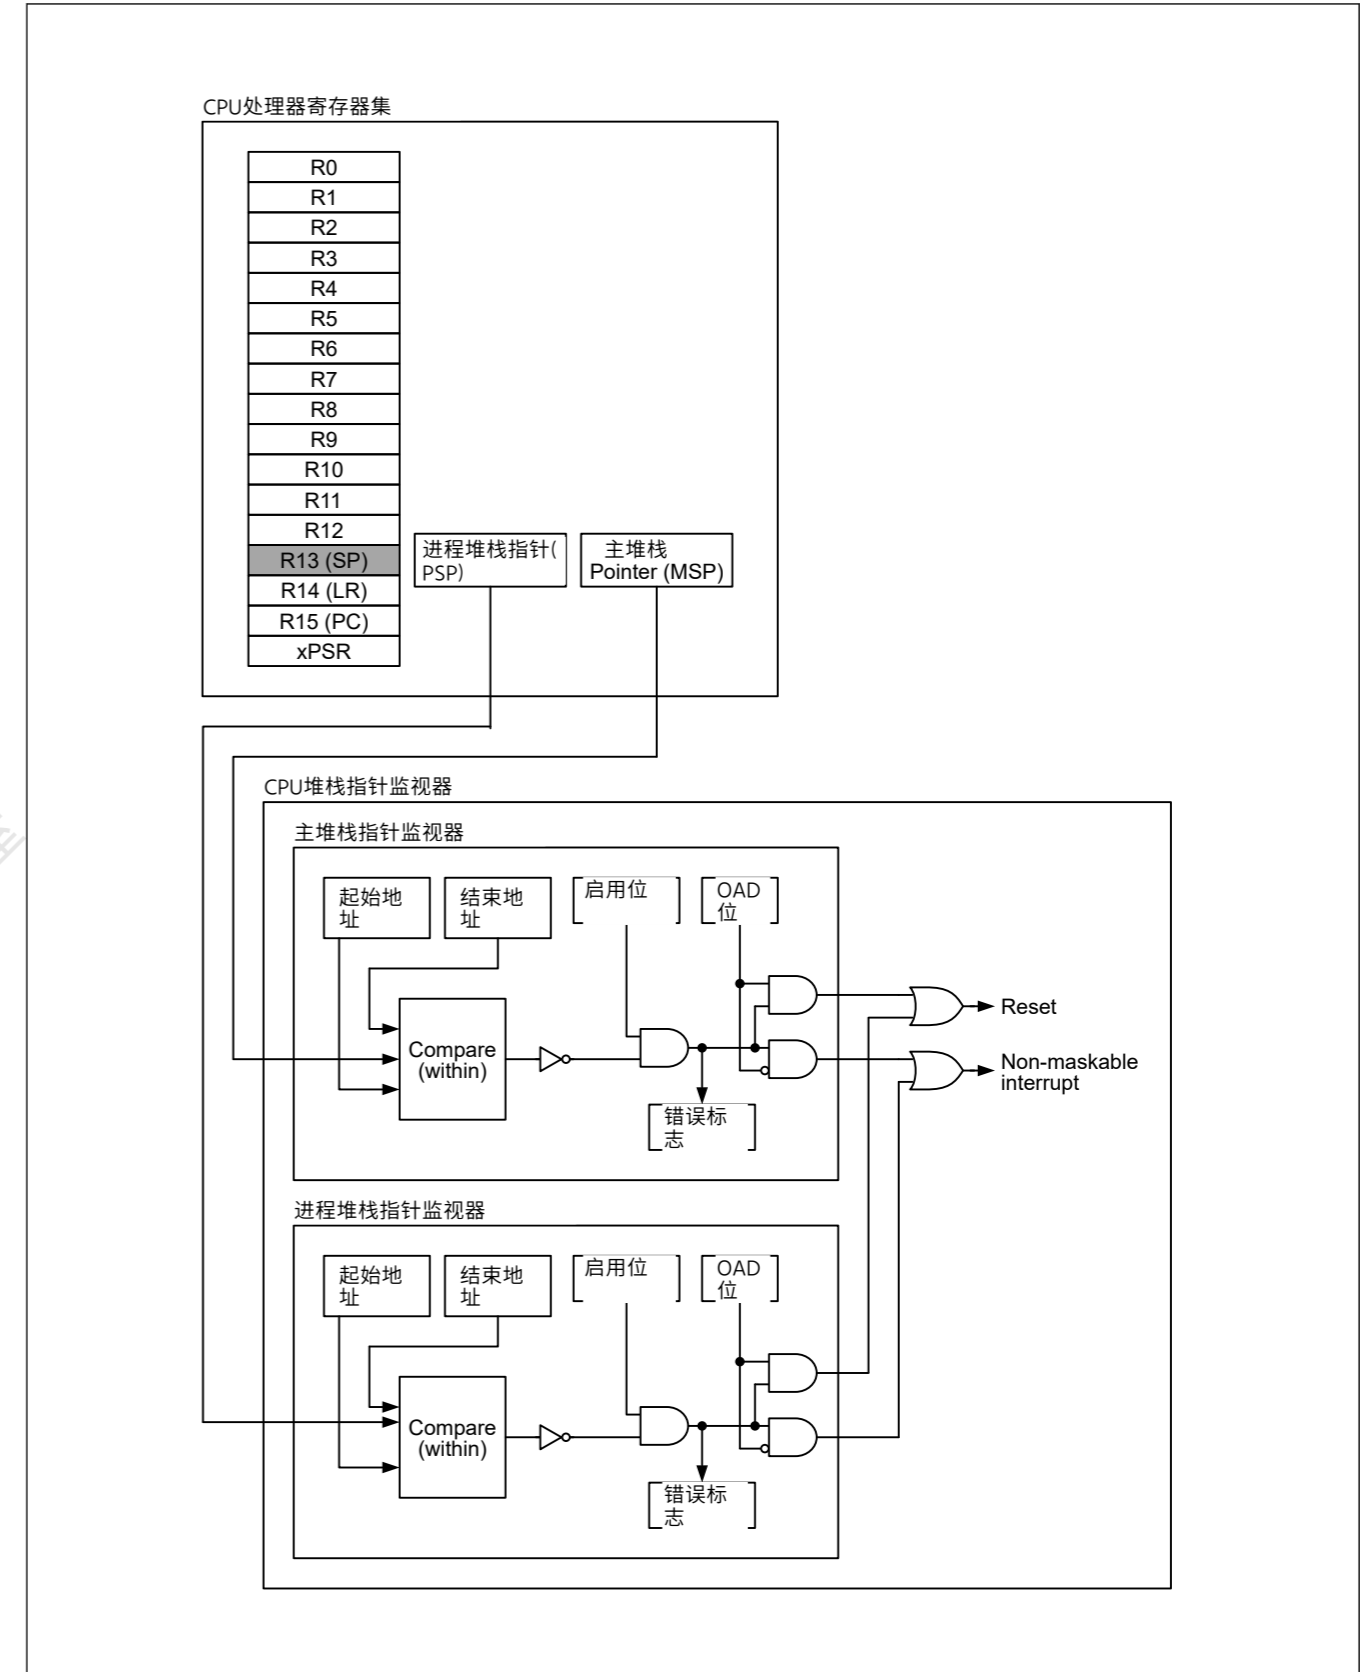 CPU处理器寄存器集
R0
R1
R2
R3
R4
R5
R6
R7
R8
R9
R10
R11
R12
R13 (SP)
R14 (LR)
R15 (PC)
xPSR
进程堆栈指针(
PSP)
主堆栈
Pointer (MSP)
CPU堆栈指针监视器
主堆栈指针监视器
起始地
址
结束地
址
启用位
OAD
位
Compare
(within)
错误标
志
Reset
Non-maskable
interrupt
进程堆栈指针监视器
起始地
址
结束地
址
启用位
OAD
位
Compare
(within)
错误标
志